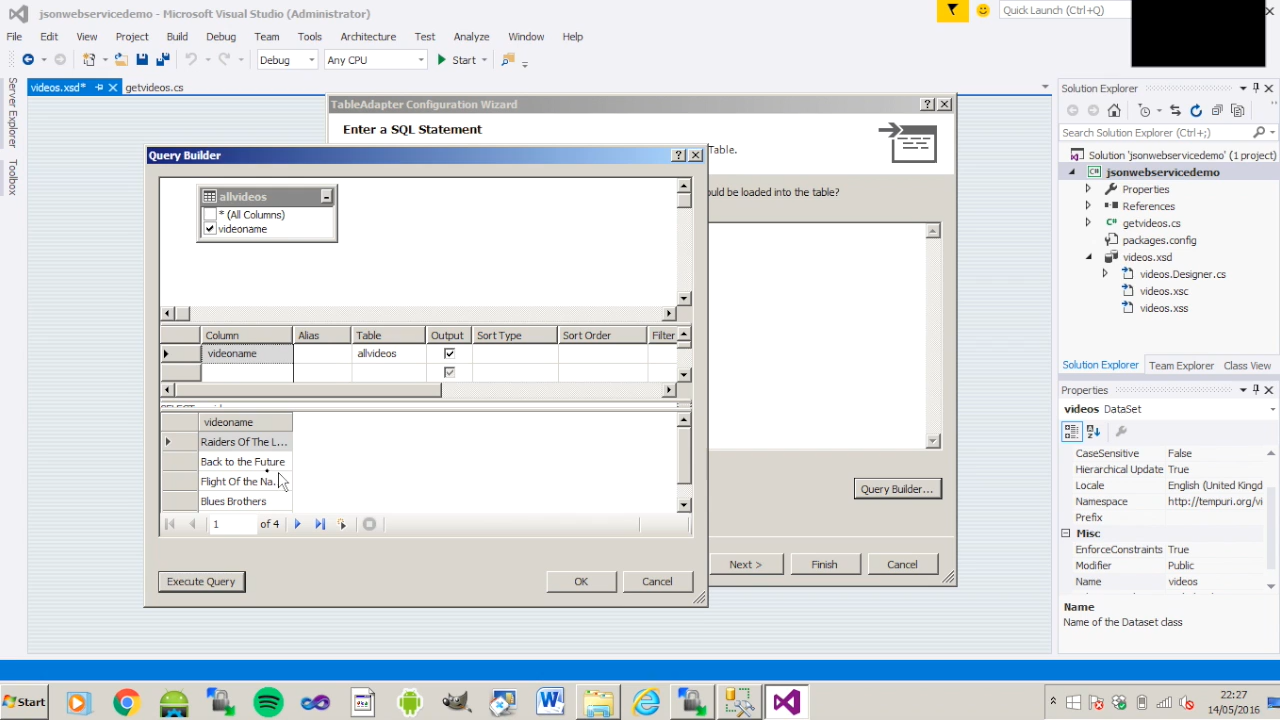 jsonwebservicedemo - Microsoft Visual Studio (Administrator)
Quick Launch (Ctrl+Q)
File Edit View Project Build Debug Team Tools Architecture Test Analyze Window Help
Debug Any CPU Start
videos.xsd* getvideos.cs
Server Explorer
Toolbox
TableAdapter Configuration Wizard
Enter a SQL Statement
Table.
ould be loaded into the table?
Query Builder...
Next > Finish Cancel
Query Builder
allvideos
* (All Columns)
videoname
Column Alias Table Output Sort Type Sort Order Filter
videoname allvideos
videoname
Raiders Of The L...
Back to the Future
Flight Of the Na...
Blues Brothers
1 of 4
Execute Query OK Cancel
Solution Explorer
Search Solution Explorer (Ctrl+;)
Solution 'jsonwebservicedemo' (1 project)
jsonwebservicedemo
Properties
References
getvideos.cs
packages.config
videos.xsd
videos.Designer.cs
videos.xsc
videos.xss
Solution Explorer Team Explorer Class View
Properties
videos DataSet
CaseSensitive False
Hierarchical Update True
Locale English (United Kingd
Namespace http://tempuri.org/vi
Prefix
Misc
EnforceConstraints True
Modifier Public
Name videos
Name
Name of the Dataset class
Start
22:27
14/05/2016